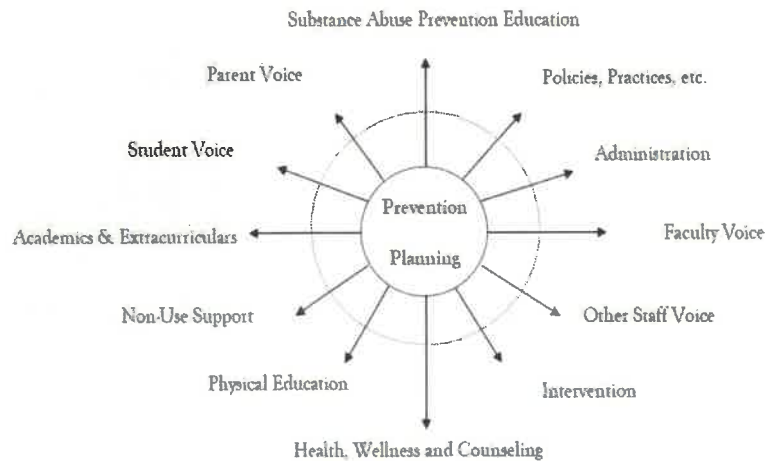 Substance Abuse Prevention Education
Parent Voice
Policies, Practices, etc.
Student Voice
Administration
Prevention
Planning
Academics & Extracurriculars
Faculty Voice
Non-Use Support
Other Staff Voice
Physical Education
Intervention
Health, Wellness and Counseling